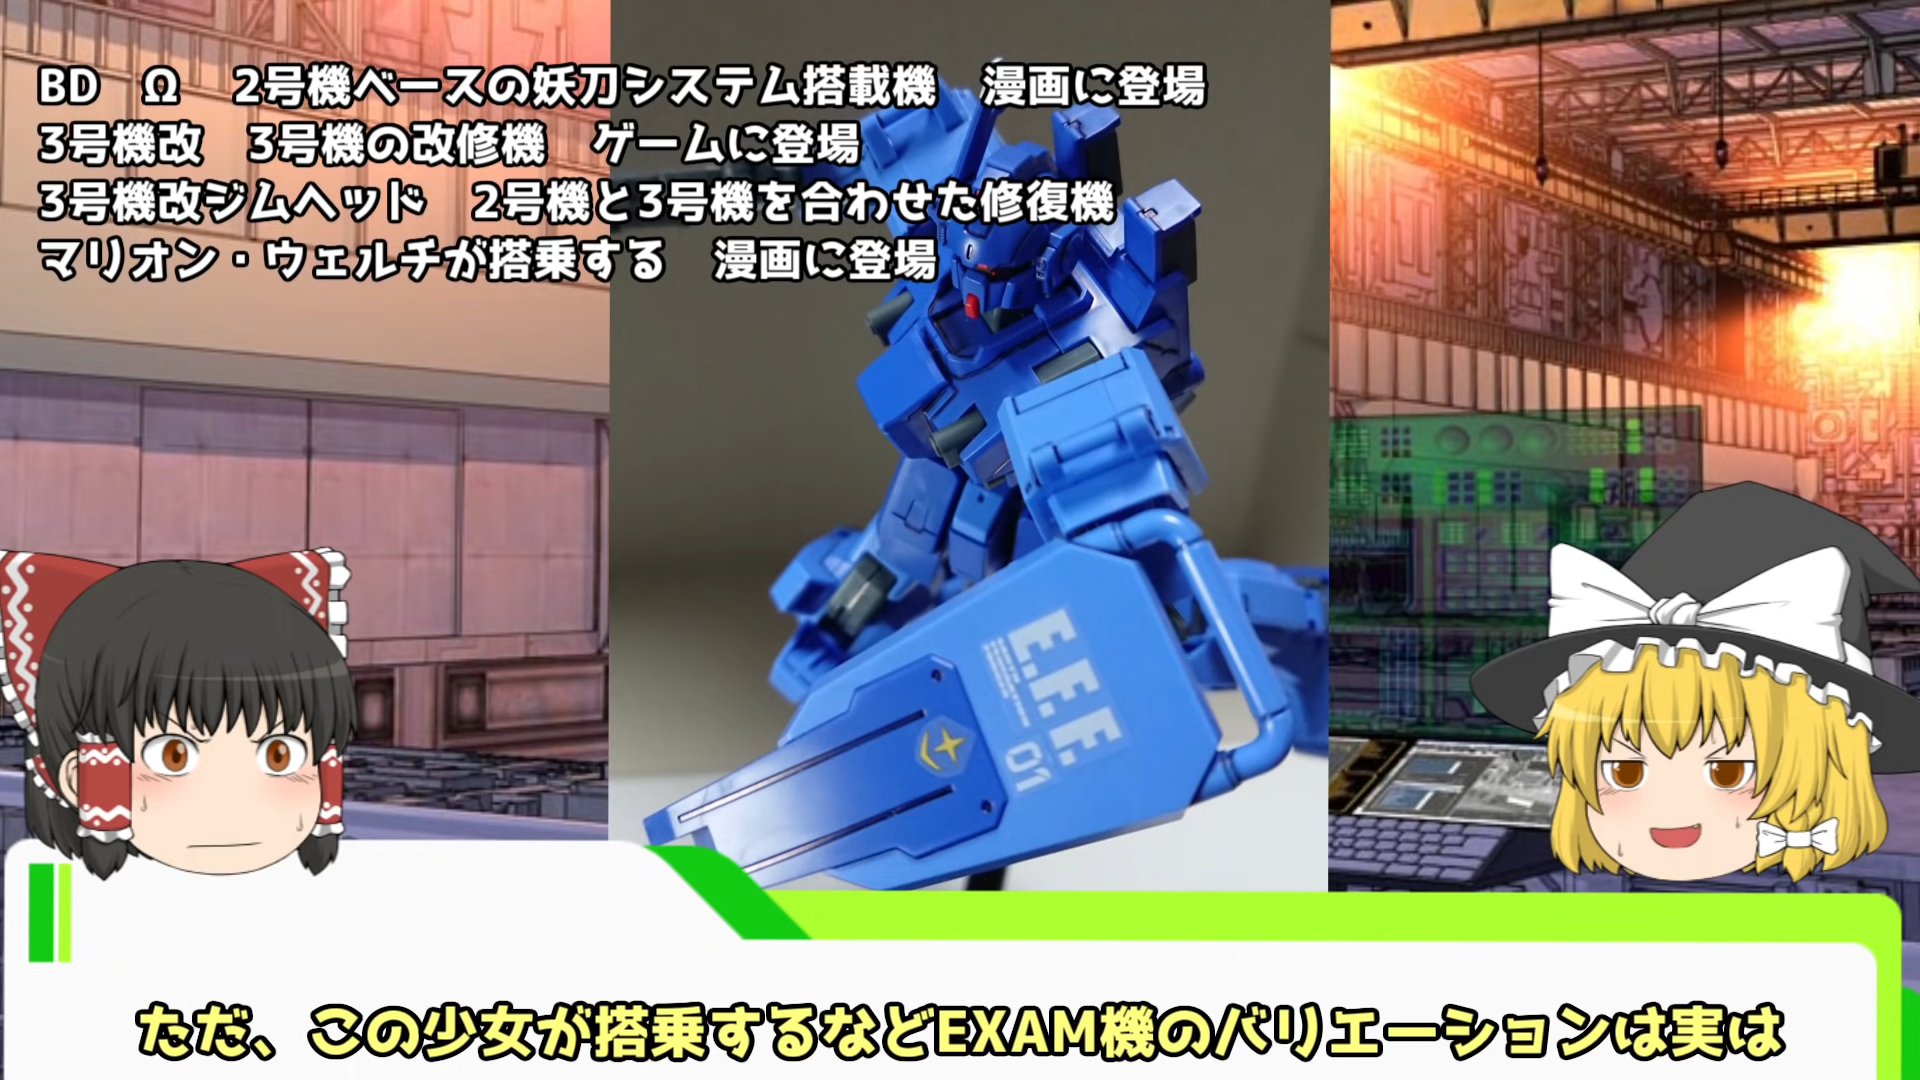 BD　Ω　2号機ベースの妖刀システム搭載機　漫画に登場
3号機改　3号機の改修機　ゲームに登場
3号機改ジムヘッド　2号機と3号機を合わせた修復機
マリオン・ウェルチが搭乗する　漫画に登場
E.F.F.
01
ただ、この少女が搭乗するなどEXAM機のバリエーションは実は